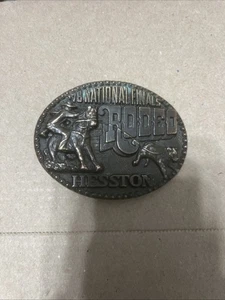 78 NATIONAL FINALS
RODEO
HESSTON